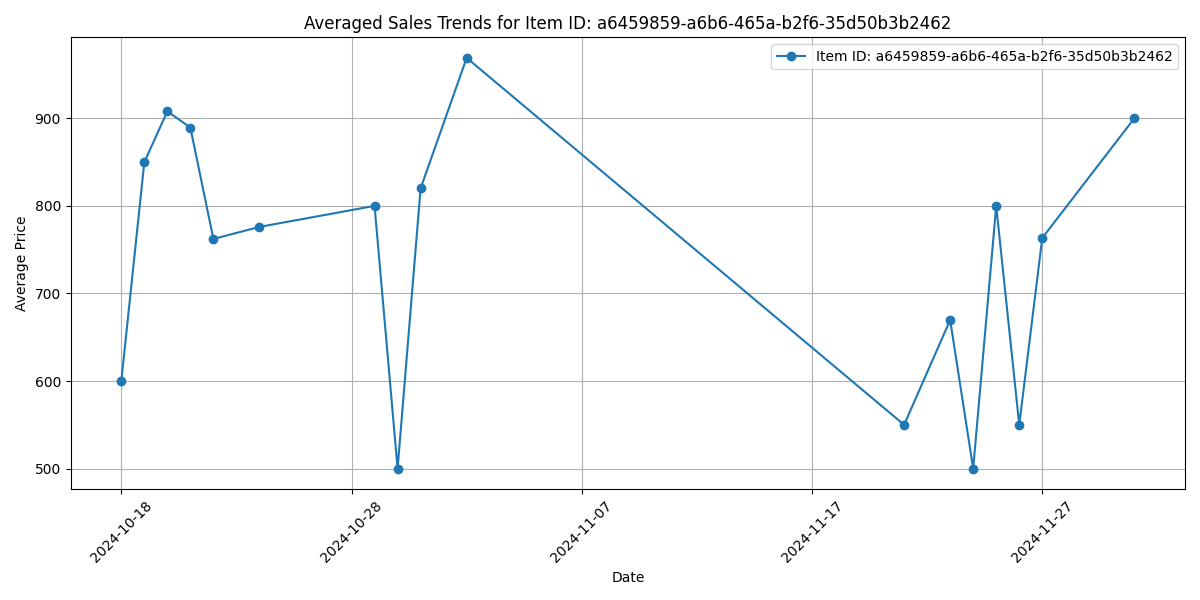 Averaged Sales Trends for Item ID: a6459859-a6b6-465a-b2f6-35d50b3b2462
Item ID: a6459859-a6b6-465a-b2f6-35d50b3b2462
Average Price
900
800
700
600
500
2024-10-18
2024-10-28
2024-11-07
2024-11-17
2024-11-27
Date